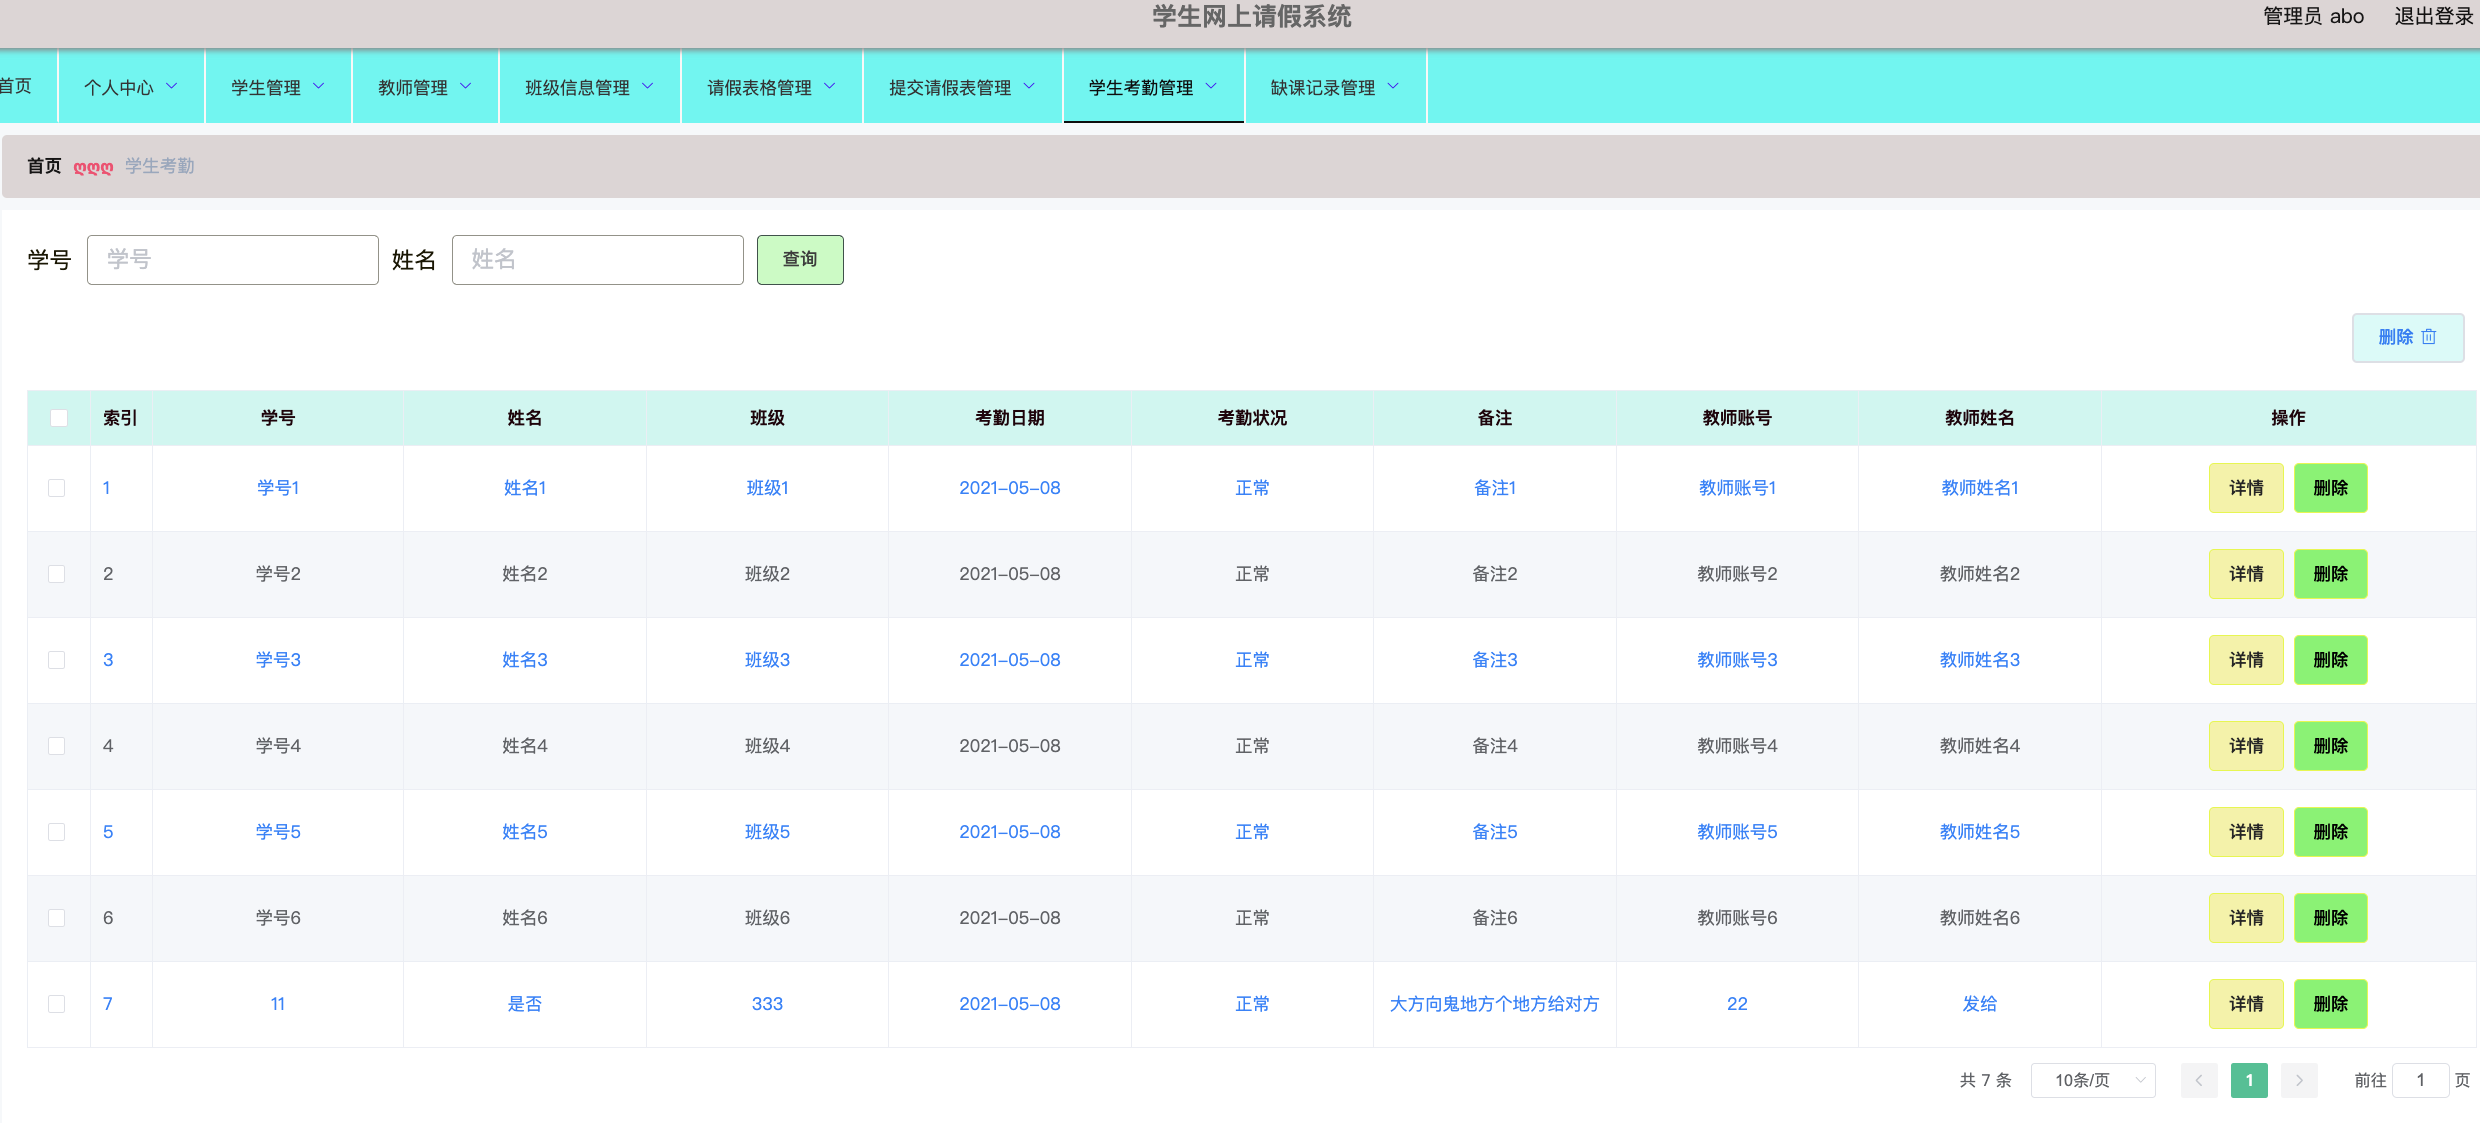 学生网上请假系统
管理员 abo 退出登录
首页 个人中心 学生管理 教师管理 班级信息管理 请假表格管理 提交请假表管理 学生考勤管理 缺课记录管理
首页 ღღღ 学生考勤
学号 学号 姓名 姓名 查询
删除
索引 学号 姓名 班级 考勤日期 考勤状况 备注 教师账号 教师姓名 操作
1 学号1 姓名1 班级1 2021-05-08 正常 备注1 教师账号1 教师姓名1 详情 删除
2 学号2 姓名2 班级2 2021-05-08 正常 备注2 教师账号2 教师姓名2 详情 删除
3 学号3 姓名3 班级3 2021-05-08 正常 备注3 教师账号3 教师姓名3 详情 删除
4 学号4 姓名4 班级4 2021-05-08 正常 备注4 教师账号4 教师姓名4 详情 删除
5 学号5 姓名5 班级5 2021-05-08 正常 备注5 教师账号5 教师姓名5 详情 删除
6 学号6 姓名6 班级6 2021-05-08 正常 备注6 教师账号6 教师姓名6 详情 删除
7 11 是否 333 2021-05-08 正常 大方向鬼地方个地方给对方 22 发给 详情 删除
共 7 条 10条/页 1 前往 1 页